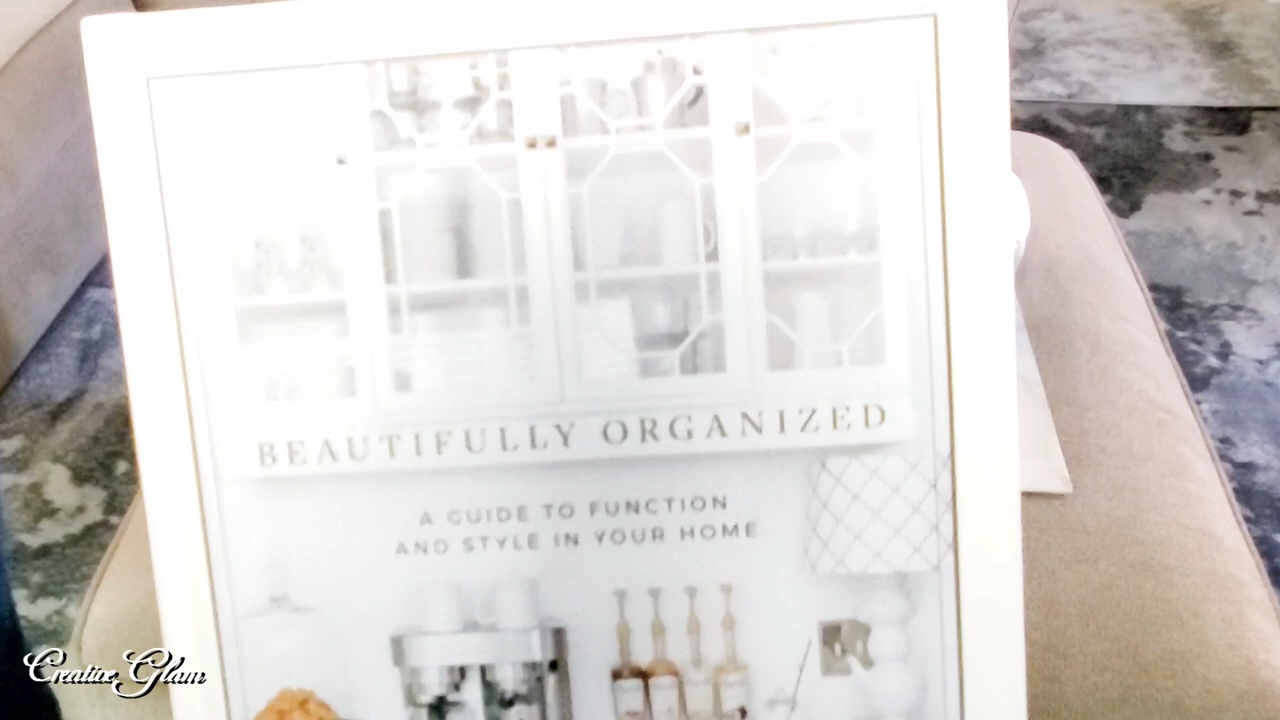 BEAUTIFULLY ORGANIZED
A GUIDE TO FUNCTION
AND STYLE IN YOUR HOME
Creative Glam